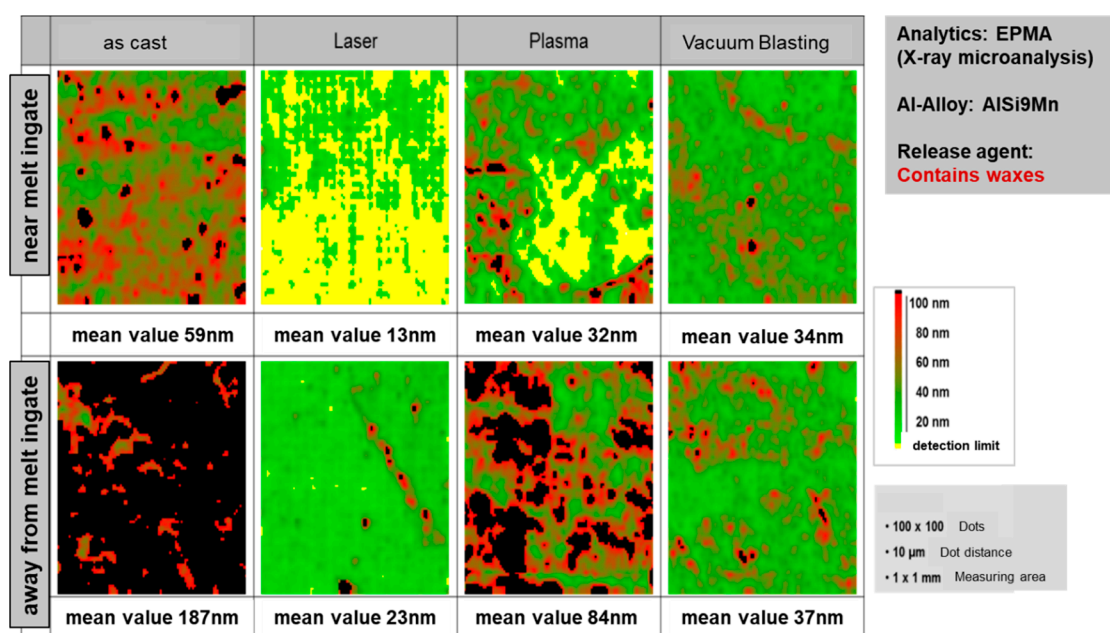 as cast
Laser
Plasma
Vacuum Blasting
near melt ingate
mean value 59nm
mean value 13nm
mean value 32nm
mean value 34nm
away from melt ingate
mean value 187nm
mean value 23nm
mean value 84nm
mean value 37nm
Analytics: EPMA
(X-ray microanalysis)
Al-Alloy: AlSi9Mn
Release agent:
Contains waxes
100 nm
80 nm
60 nm
40 nm
20 nm
detection limit
• 100 x 100 Dots
• 10 µm Dot distance
• 1 x 1 mm Measuring area